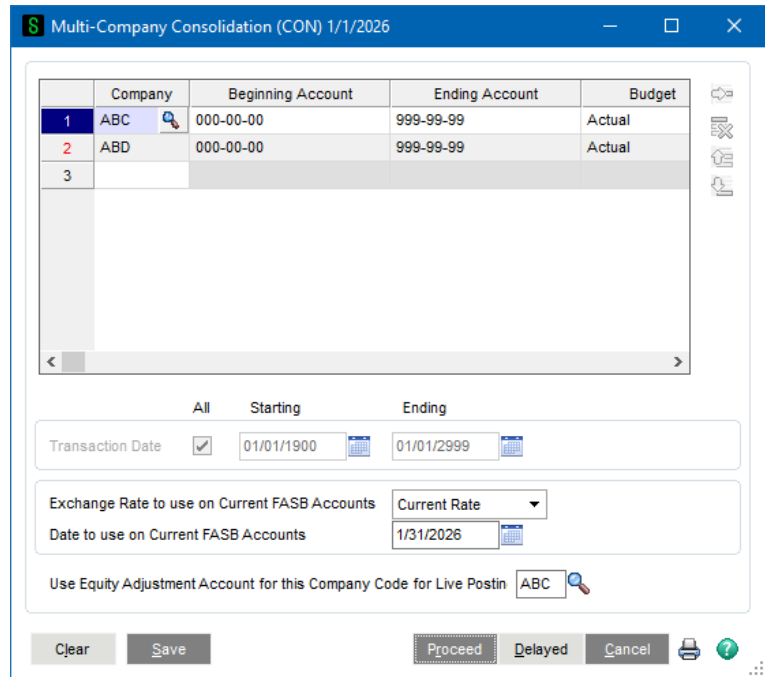 S Multi-Company Consolidation (CON) 1/1/2026
Company Beginning Account Ending Account Budget
1 ABC 000-00-00 999-99-99 Actual
2 ABD 000-00-00 999-99-99 Actual
3
All Starting Ending
Transaction Date 01/01/1900 01/01/2999
Exchange Rate to use on Current FASB Accounts Current Rate
Date to use on Current FASB Accounts 1/31/2026
Use Equity Adjustment Account for this Company Code for Live Postin ABC
Clear Save Proceed Delayed Cancel ?